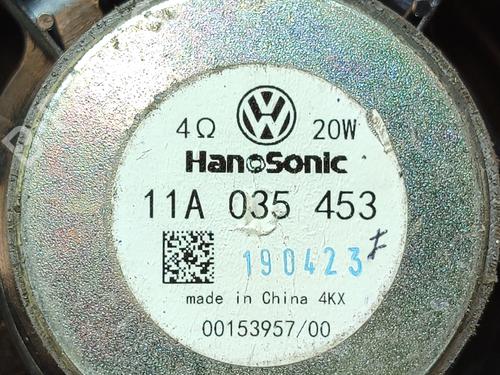 4Ω 20W
HanoSonic
11A 035 453
190423
made in China 4KX
00153957/00